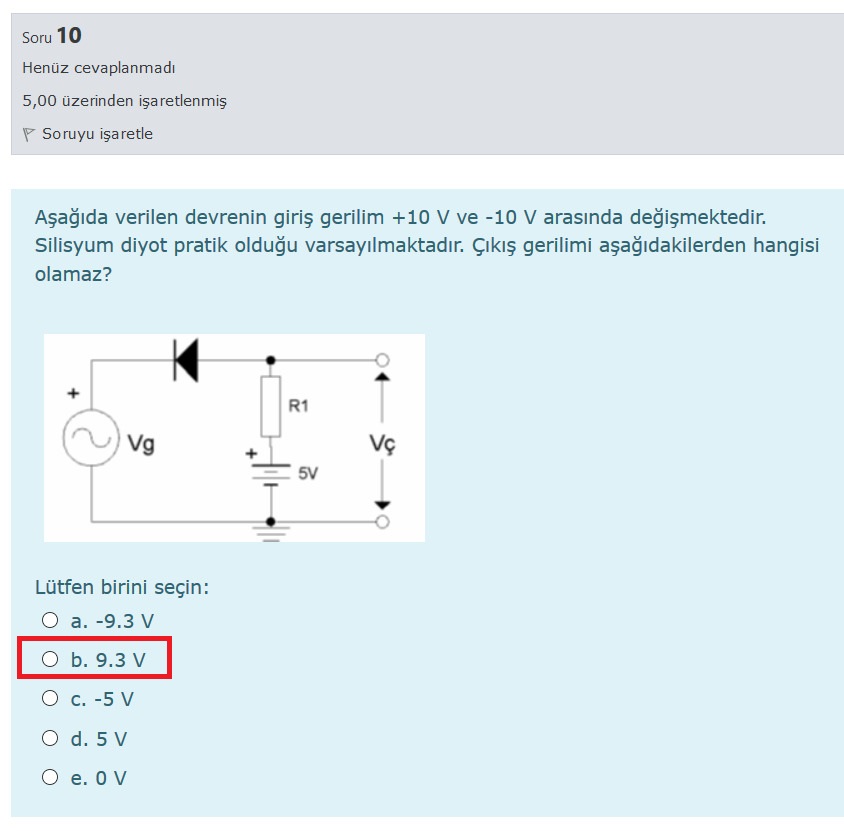 Soru 10
Henüz cevaplanmadı
5,00 üzerinden işaretlenmiş
Soruyu işaretle
Aşağıda verilen devrenin giriş gerilim +10 V ve -10 V arasında değişmektedir.
Silisyum diyot pratik olduğu varsayılmaktadır. Çıkış gerilimi aşağıdakilerden hangisi
olamaz?
+
Vg
R1
+
5V
Vç
Lütfen birini seçin:
a. -9.3 V
b. 9.3 V
c. -5 V
d. 5 V
e. 0 V